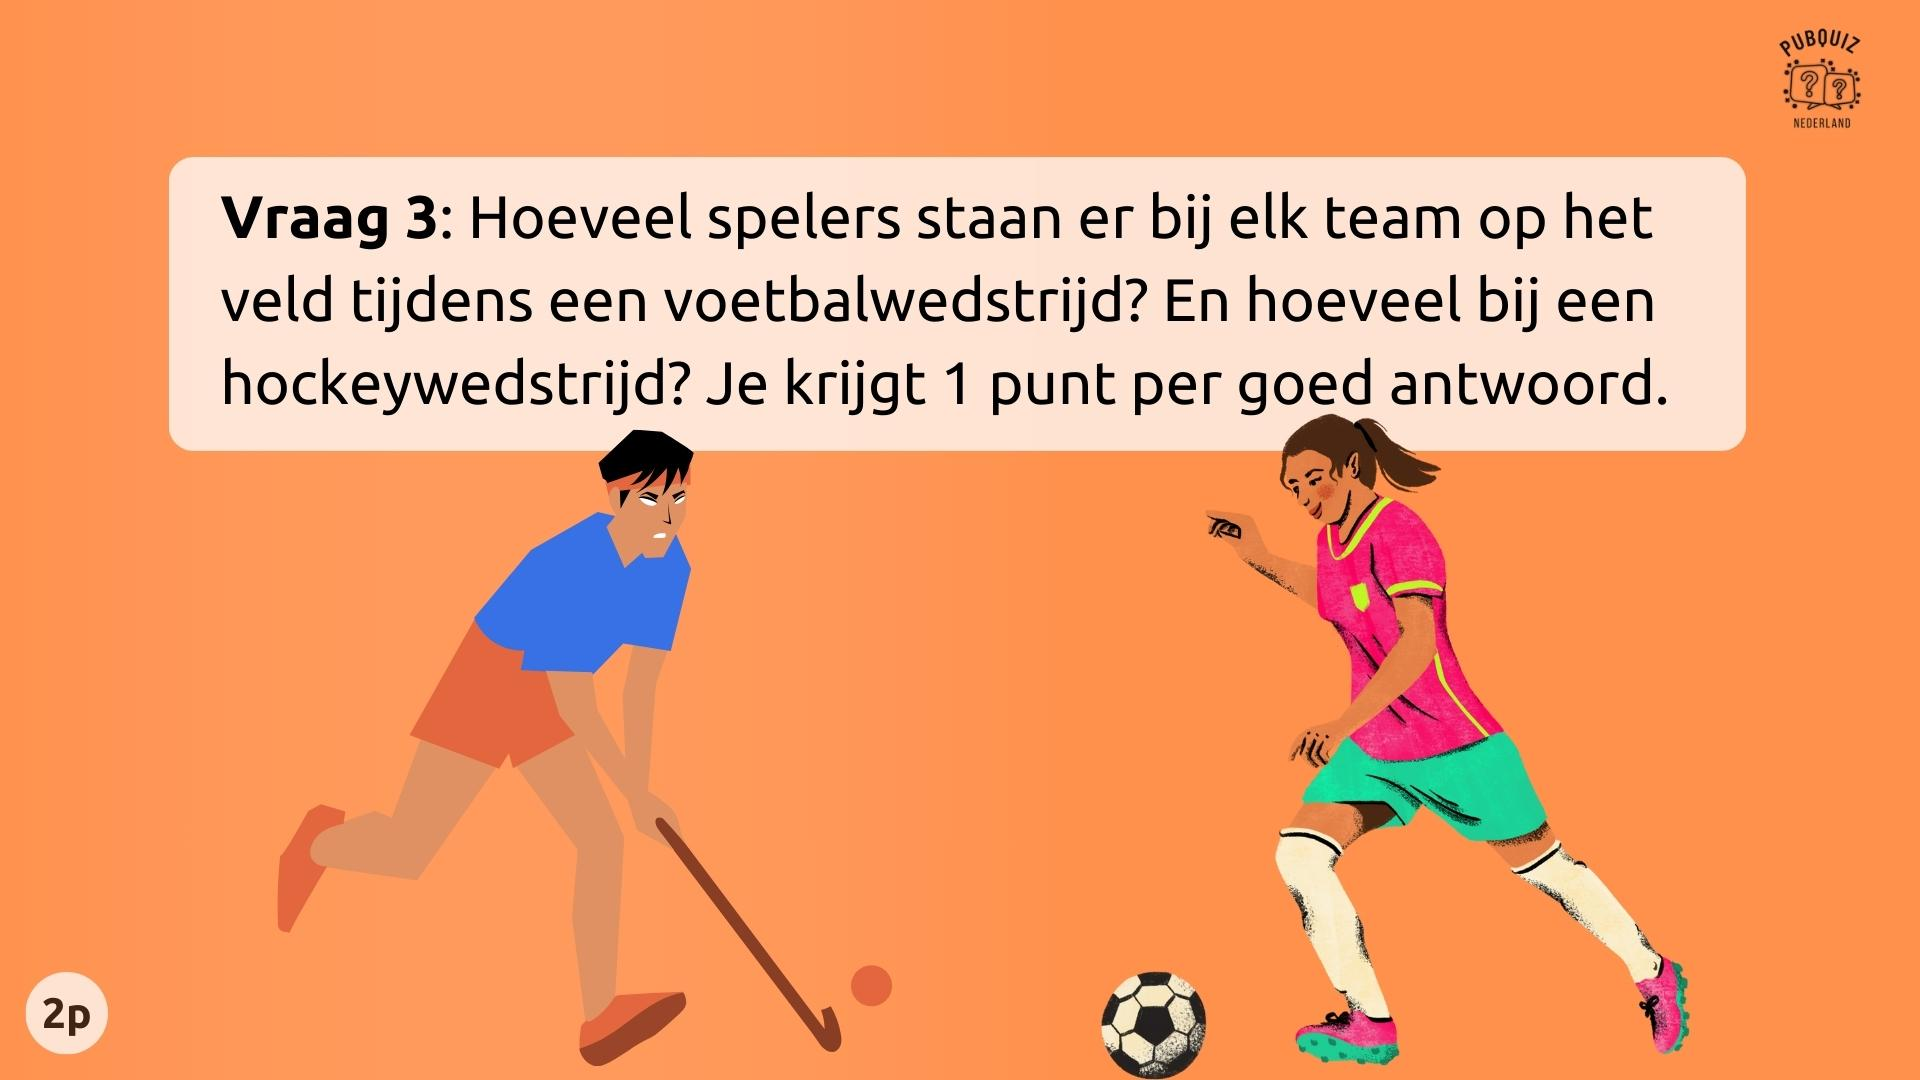 PUBQUIZ
? ?
NEDERLAND
Vraag 3: Hoeveel spelers staan er bij elk team op het
veld tijdens een voetbalwedstrijd? En hoeveel bij een
hockeywedstrijd? Je krijgt 1 punt per goed antwoord.
2p